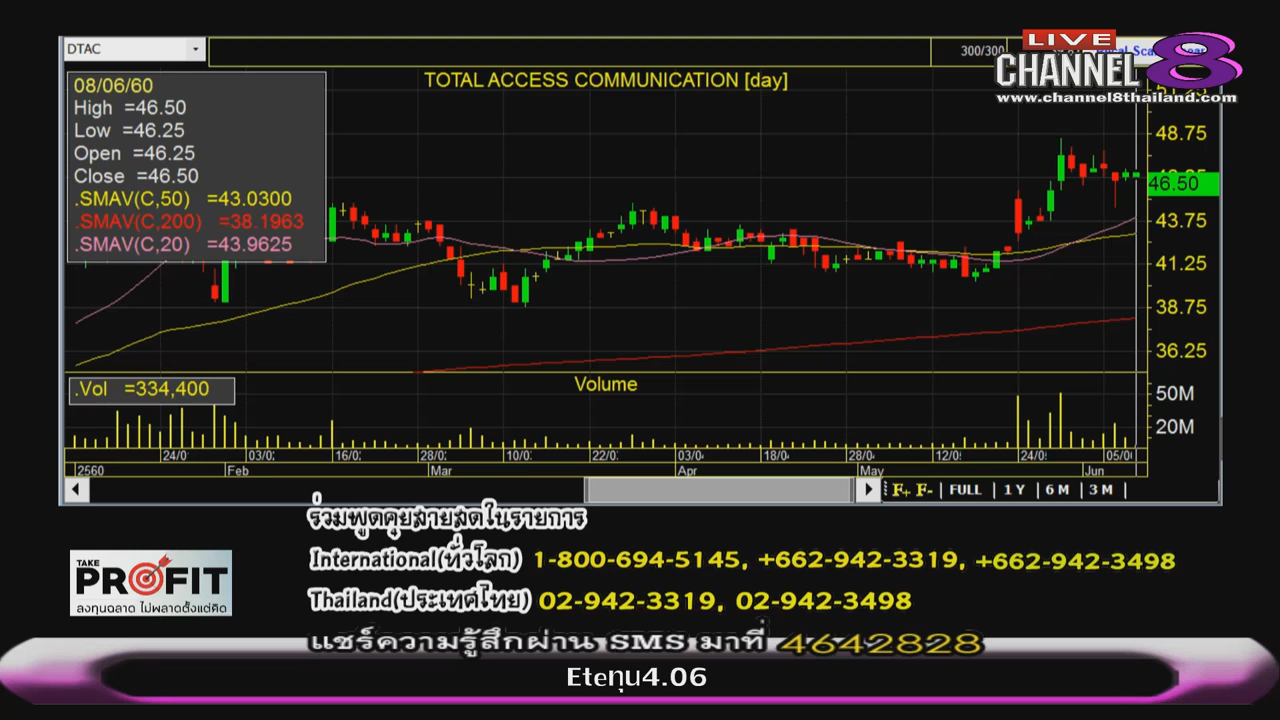 DTAC
300/300
LIVE
CHANNEL 8
www.channel8thailand.com
TOTAL ACCESS COMMUNICATION [day]
08/06/60
High =46.50
Low =46.25
Open =46.25
Close =46.50
.SMAV(C,50) =43.0300
.SMAV(C,200) =38.1963
.SMAV(C,20) =43.9625
48.75
46.50
43.75
41.25
38.75
36.25
.Vol =334,400
Volume
50M
20M
24/0 03/0 16/0 28/0 10/0 22/0 03/0 18/0 28/0 12/0 24/0 05/0
2560 Feb Mar Apr May Jun
F+ F- FULL 1 Y 6 M 3 M
ร่วมพูดคุยสายสดในรายการ
International(ทั่วโลก) 1-800-694-5145, +662-942-3319, +662-942-3498
TAKE
PROFIT
ลงทุนฉลาด ไม่พลาดตั้งแต่คิด
Thailand(ประเทศไทย) 02-942-3319, 02-942-3498
แชร์ความรู้สึกผ่าน SMS มาที่ 4642828
Eteทุน4.06